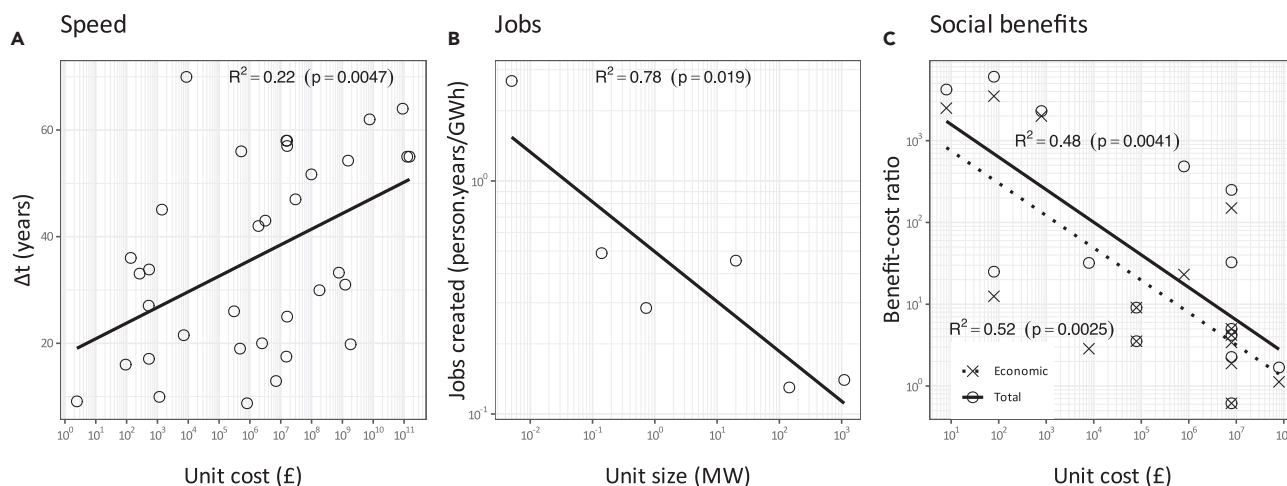 A
Speed
R² = 0.22 (p = 0.0047)
60
40
20
Δt (years)
10⁰ 10¹ 10² 10³ 10⁴ 10⁵ 10⁶ 10⁷ 10⁸ 10⁹ 10¹⁰ 10¹¹
Unit cost (£)
B
Jobs
R² = 0.78 (p = 0.019)
10⁰
10⁻¹
Jobs created (person.years/GWh)
10⁻² 10⁻¹ 10⁰ 10¹ 10² 10³
Unit size (MW)
C
Social benefits
R² = 0.48 (p = 0.0041)
R² = 0.52 (p = 0.0025)
Economic
Total
10³
10²
10¹
10⁰
Benefit-cost ratio
10¹ 10² 10³ 10⁴ 10⁵ 10⁶ 10⁷ 10⁸
Unit cost (£)